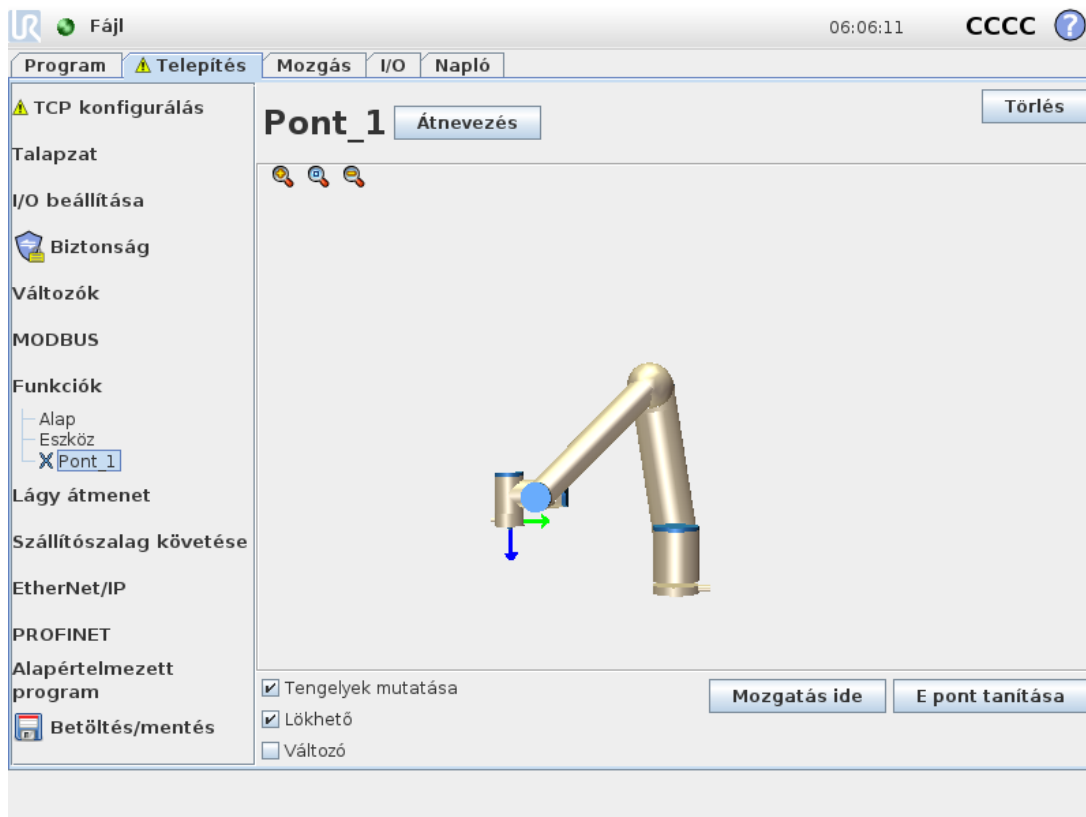 UR Fájl 06:06:11 CCCC ?
Program Telepítés Mozgás I/O Napló
TCP konfigurálás
Talapzat
I/O beállítása
Biztonság
Változók
MODBUS
Funkciók
Alap
Eszköz
Pont_1
Lágy átmenet
Szállítószalag követése
EtherNet/IP
PROFINET
Alapértelmezett
program
Betöltés/mentés
Pont_1 Átnevezés Törlés
Tengelyek mutatása
Lökhető
Változó
Mozgatás ide E pont tanítása